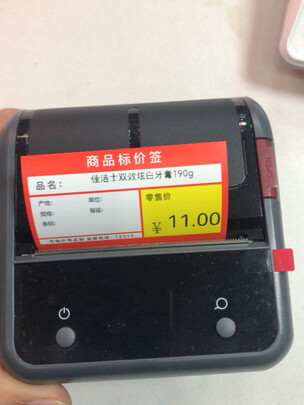 商品标价签
品名: 佳洁士双效炫白牙膏190g
产地: 单位:
规格: 等级:
条码:
零售价
¥ 11.00
OPEN